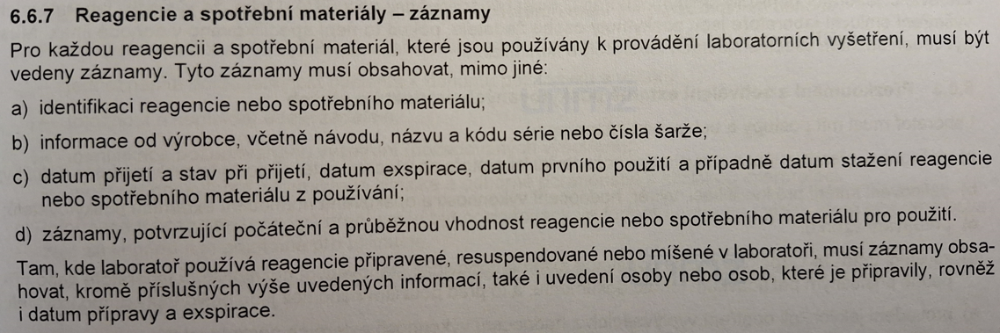 6.6.7 Reagencie a spotřební materiály – záznamy
Pro každou reagencii a spotřební materiál, které jsou používány k provádění laboratorních vyšetření, musí být
vedeny záznamy. Tyto záznamy musí obsahovat, mimo jiné:
a) identifikaci reagencie nebo spotřebního materiálu;
b) informace od výrobce, včetně návodu, názvu a kódu série nebo čísla šarže;
c) datum přijetí a stav při přijetí, datum exspirace, datum prvního použití a případně datum stažení reagencie
nebo spotřebního materiálu z používání;
d) záznamy, potvrzující počáteční a průběžnou vhodnost reagencie nebo spotřebního materiálu pro použití.
Tam, kde laboratoř používá reagencie připravené, resuspendované nebo míšené v laboratoři, musí záznamy obsa-
hovat, kromě příslušných výše uvedených informací, také i uvedení osoby nebo osob, které je připravily, rovněž
i datum přípravy a exspirace.